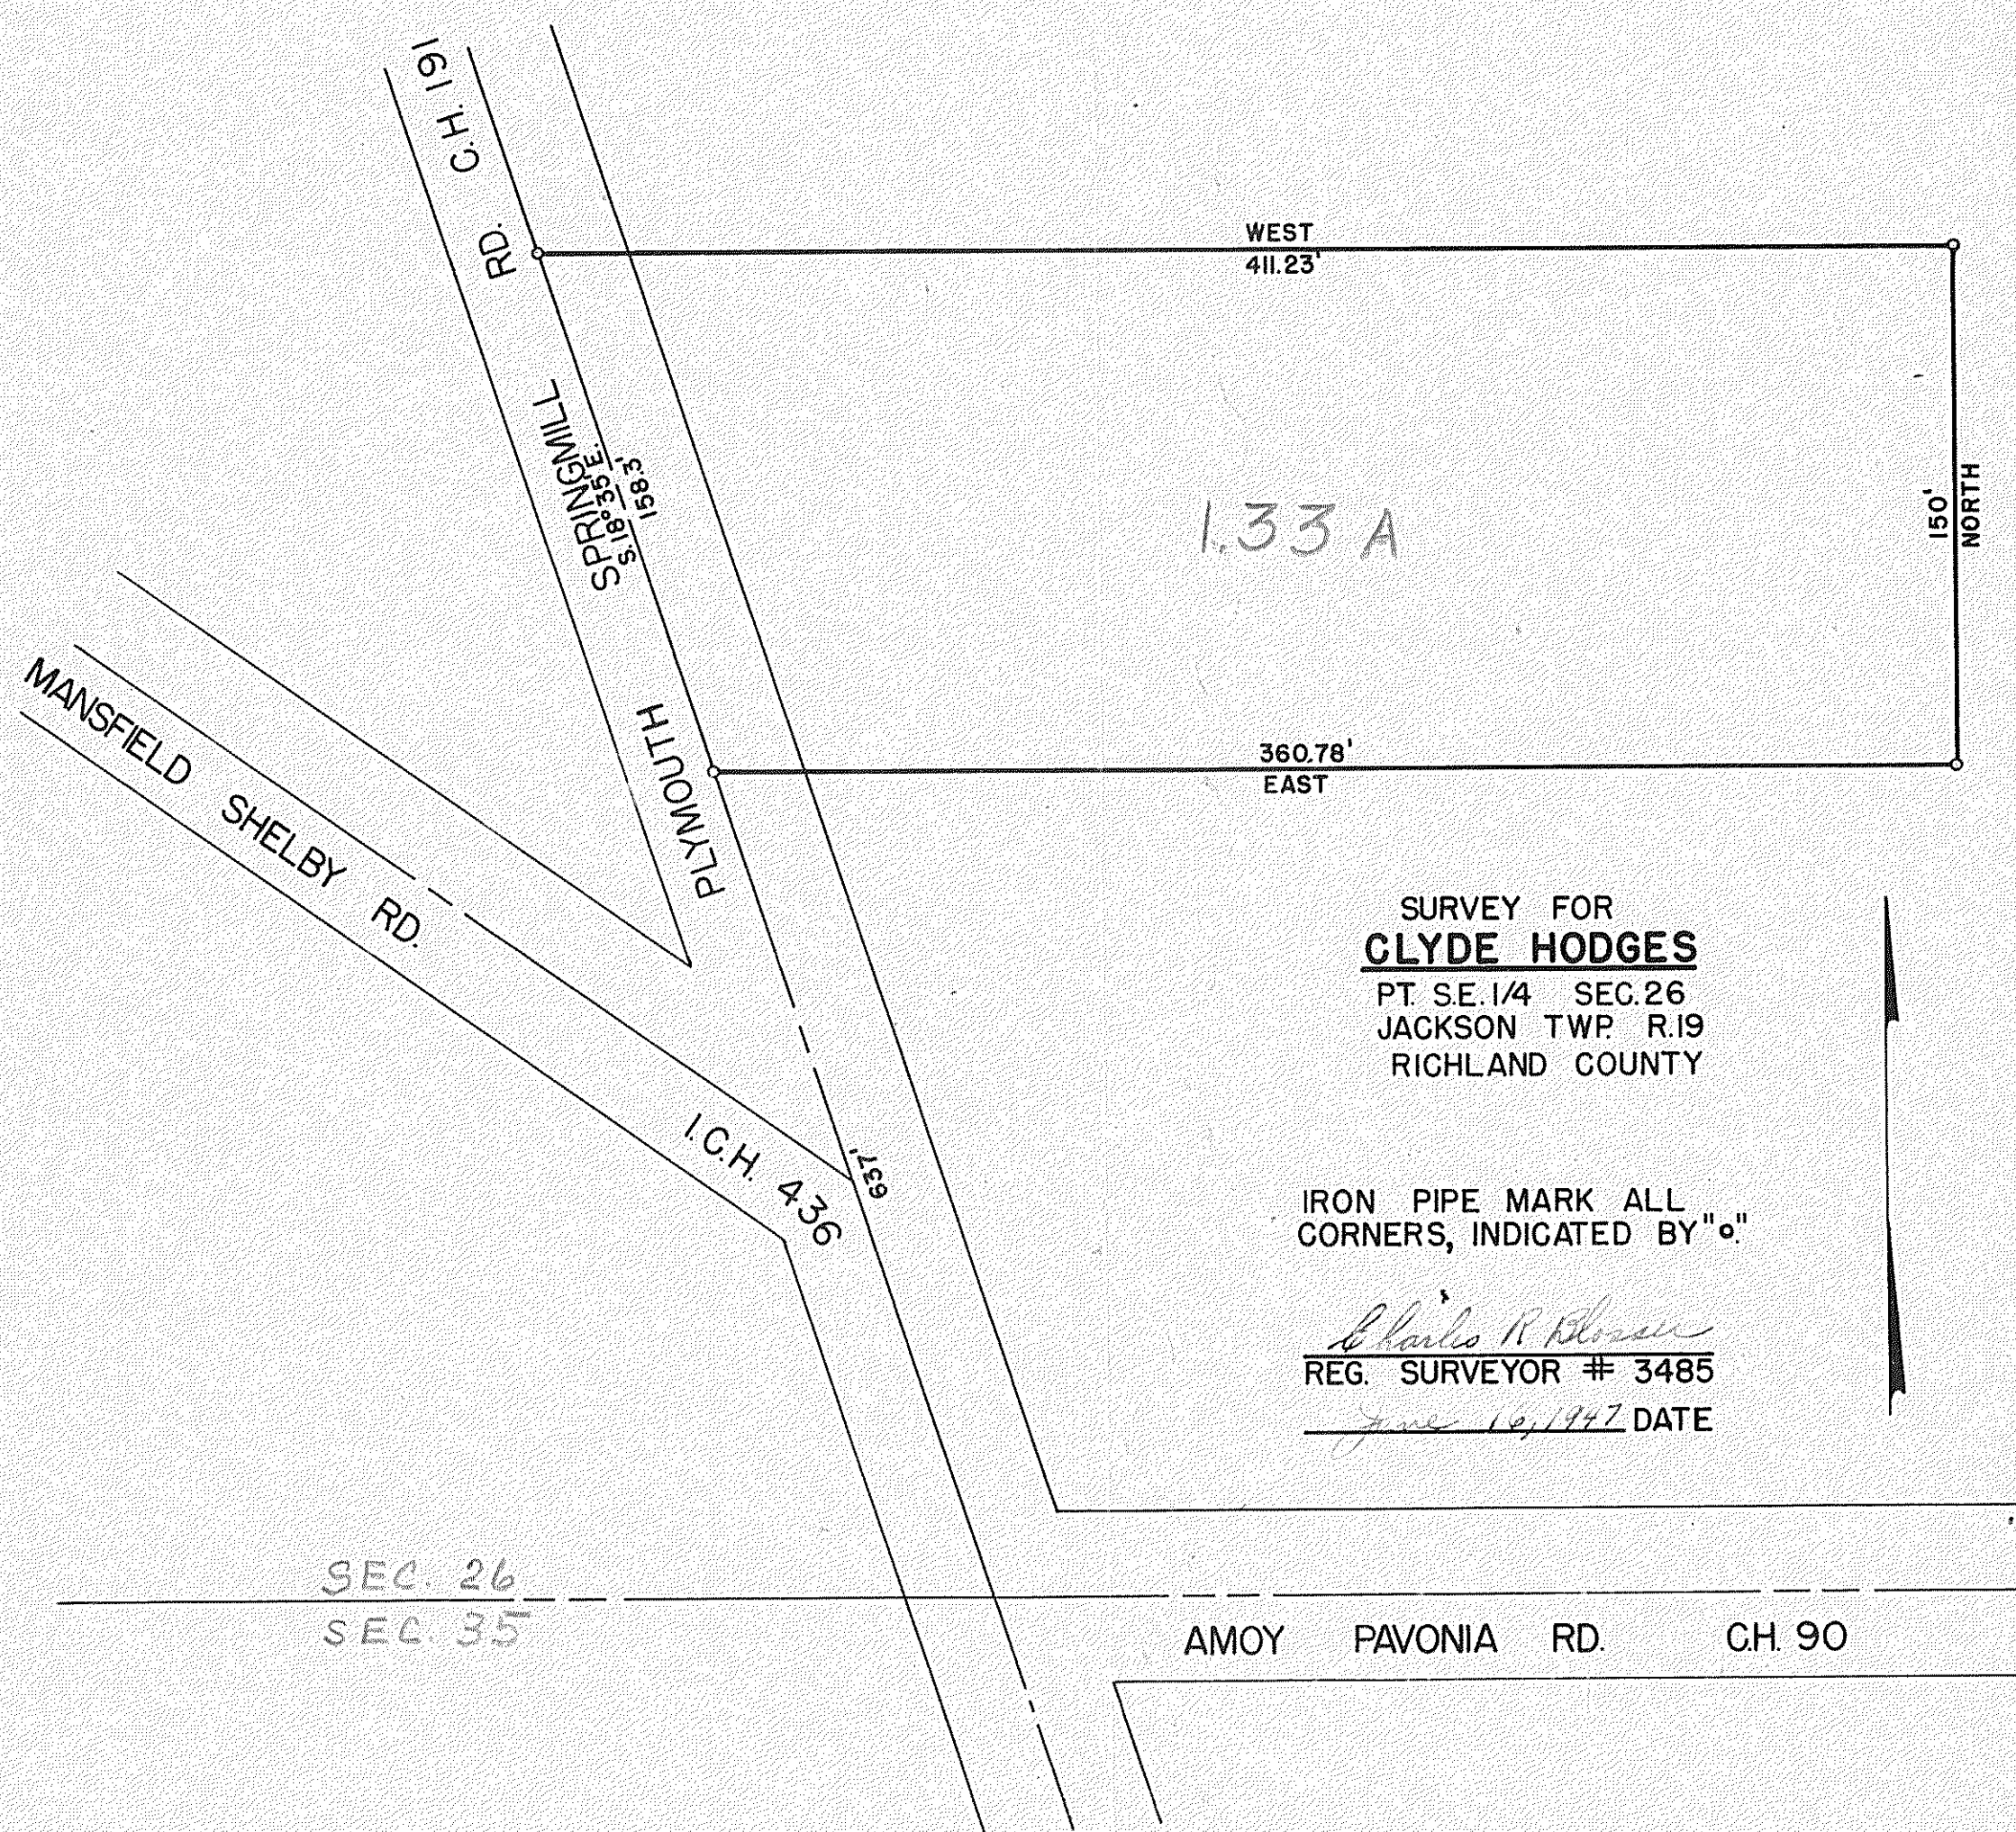 PLYMOUTH SPRINGMILL RD. C.H. 191
WEST
411.23'
S. 18° 35' E.
158.3'
1.33 A
150'
NORTH
360.78'
EAST
MANSFIELD SHELBY RD. I.C.H. 436
637'
SURVEY FOR
CLYDE HODGES
PT. S.E. 1/4 SEC. 26
JACKSON TWP. R.19
RICHLAND COUNTY
IRON PIPE MARK ALL
CORNERS, INDICATED BY "o."
Charles R Blosser
REG. SURVEYOR # 3485
June 16, 1947 DATE
SEC. 26
SEC. 35
AMOY PAVONIA RD. C.H. 90